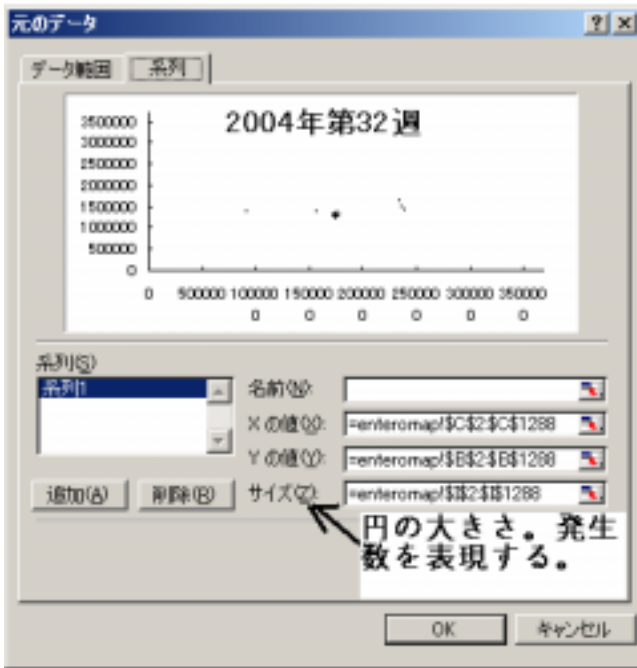 元のデータ
データ範囲 系列
2004年第32週
3500000
3000000
2500000
2000000
1500000
1000000
500000
0
0 500000 100000 150000 200000 250000 300000 350000
0 0 0 0 0 0
系列(S)
系列1
名前(N):
X の値(X): =enteromap!$C$2:$C$1288
Y の値(Y): =enteromap!$B$2:$B$1288
追加(A) 削除(R) サイズ(Z): =enteromap!$I$2:$I$1288
円の大きさ。発生
数を表現する。
OK キャンセル